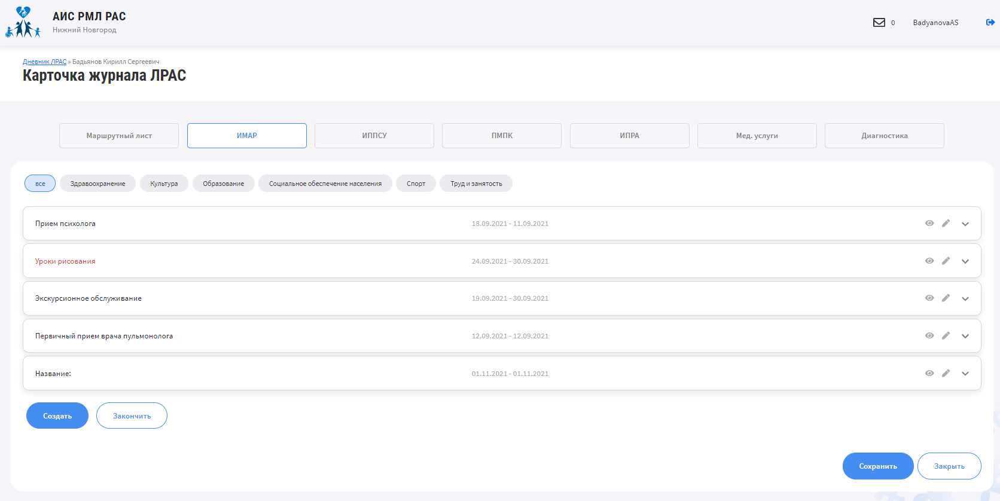 АИС РМЛ РАС
Нижний Новгород
0
BadyanovaAS
Дневник ЛРАС » Бадьянов Кирилл Сергеевич
Карточка журнала ЛРАС
Маршрутный лист
ИМАР
ИППСУ
ПМПК
ИПРА
Мед. услуги
Диагностика
все
Здравоохранение
Культура
Образование
Социальное обеспечение населения
Спорт
Труд и занятость
Прием психолога
18.09.2021 - 11.09.2021
Уроки рисования
24.09.2021 - 30.09.2021
Экскурсионное обслуживание
19.09.2021 - 30.09.2021
Первичный прием врача пульмонолога
12.09.2021 - 12.09.2021
Название:
01.11.2021 - 01.11.2021
Создать
Закончить
Сохранить
Закрыть